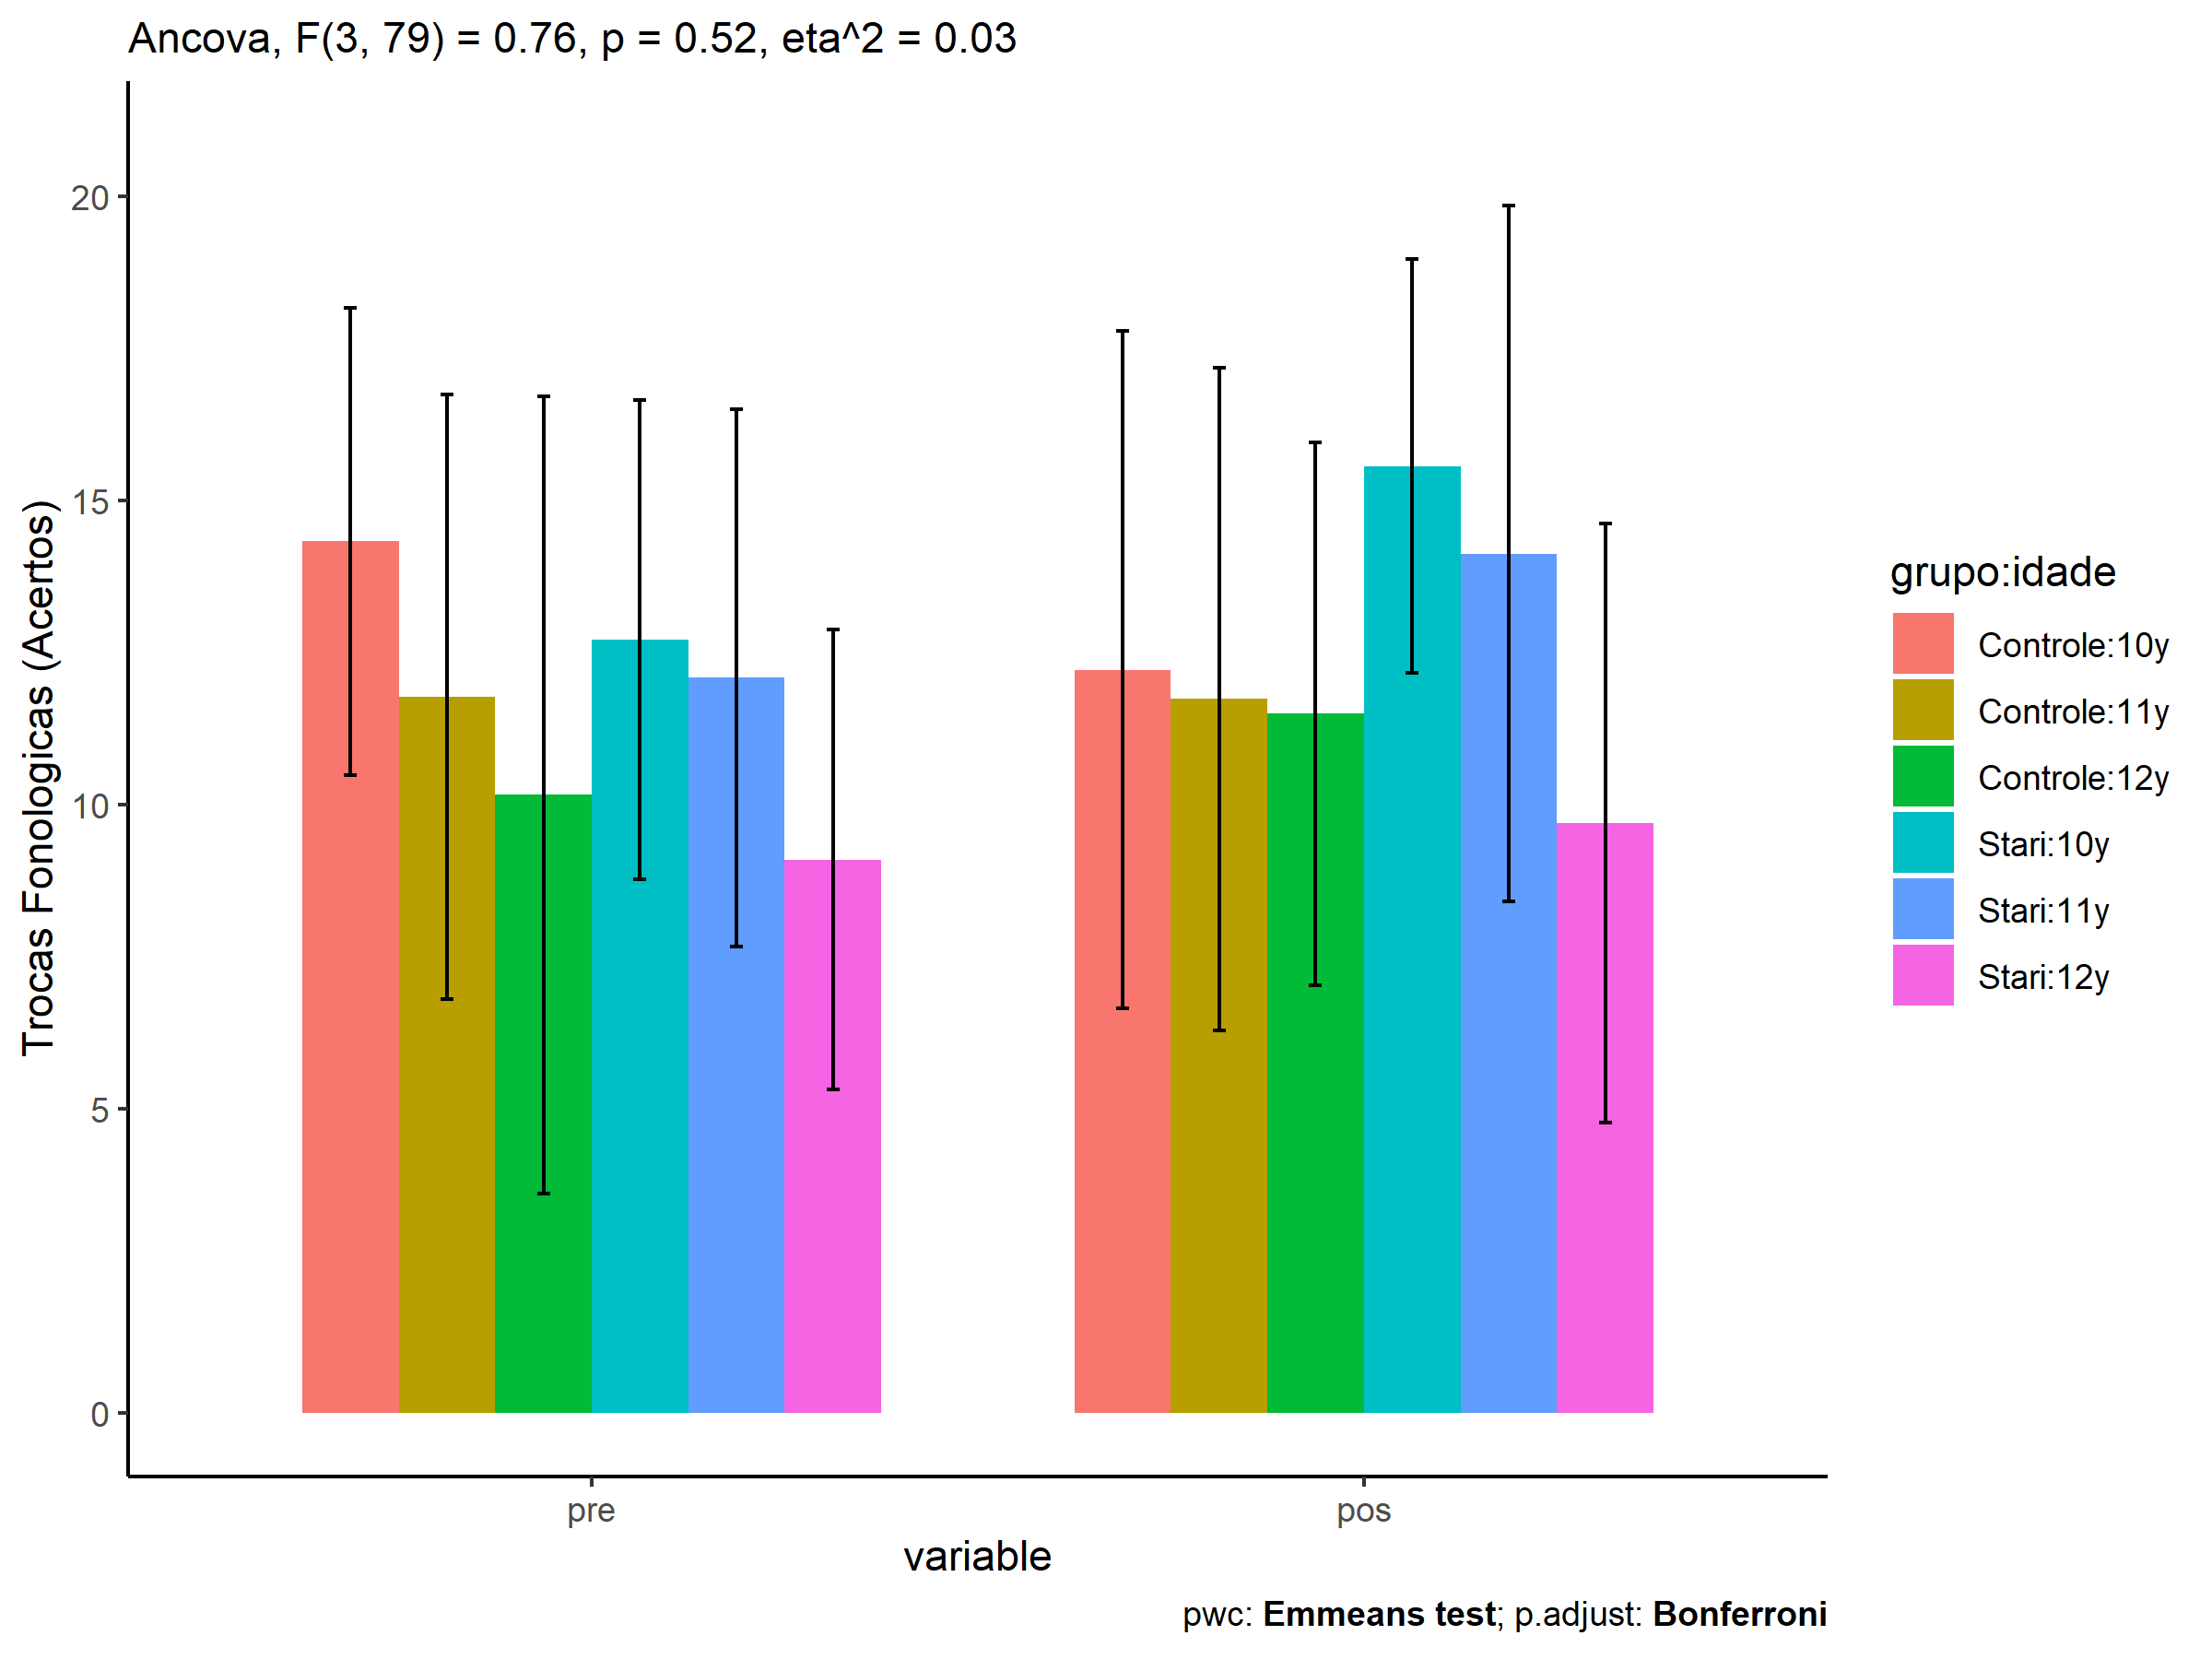 Ancova, F(3, 79) = 0.76, p = 0.52, eta^2 = 0.03
Trocas Fonologicas (Acertos)
20
15
10
5
0
pre
pos
variable
grupo:idade
Controle:10y
Controle:11y
Controle:12y
Stari:10y
Stari:11y
Stari:12y
pwc: Emmeans test; p.adjust: Bonferroni